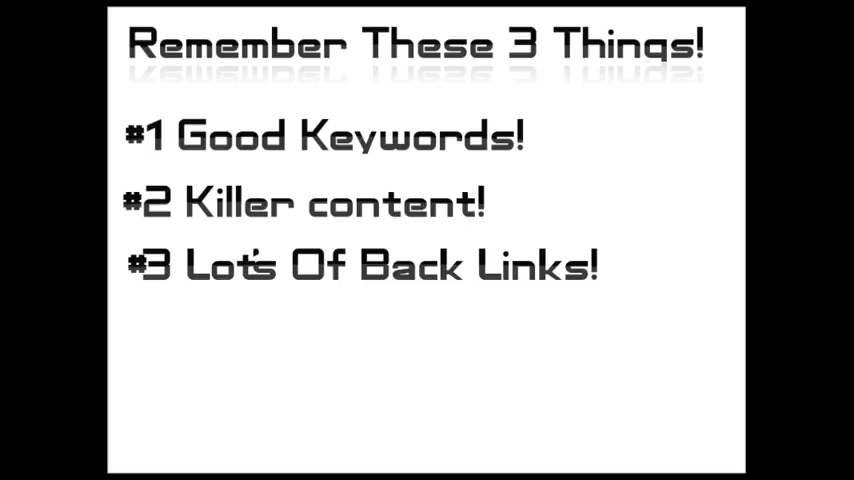 Remember These 3 Things!
#1 Good Keywords!
#2 Killer content!
#3 Lot's Of Back Links!